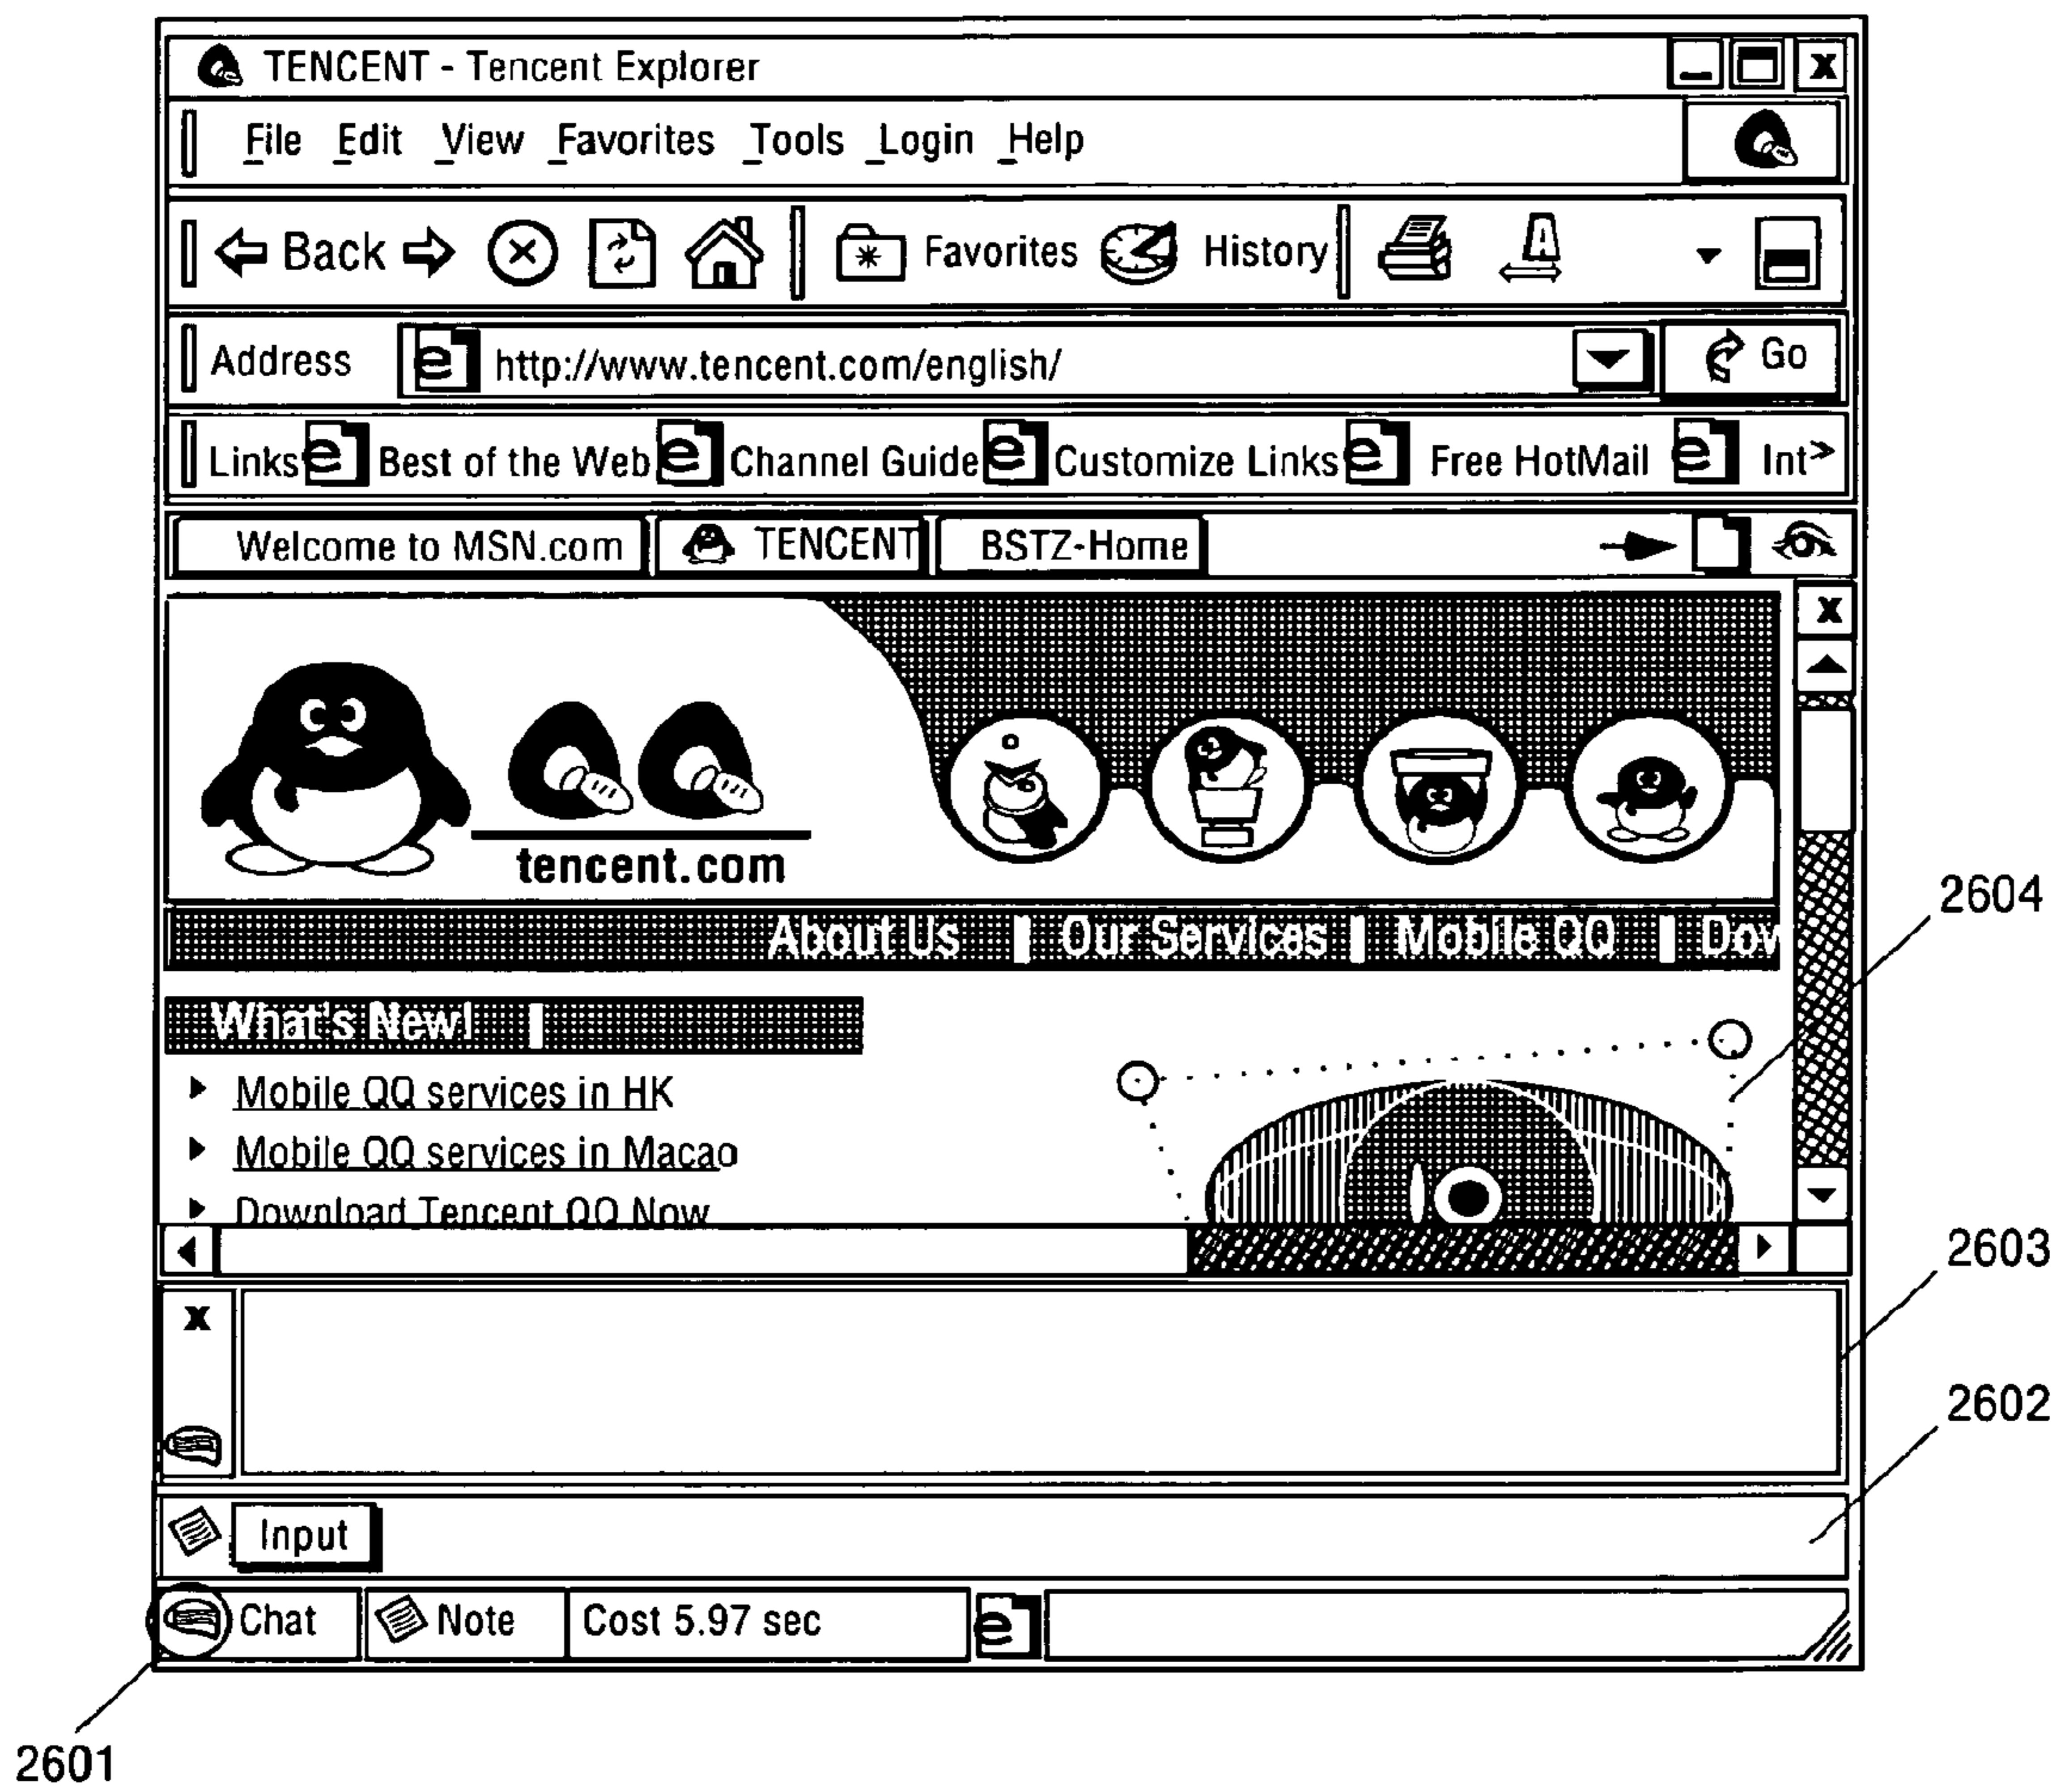 TENCENT - Tencent Explorer
File Edit View Favorites Tools Login Help
Back Favorites History
Address http://www.tencent.com/english/ Go
Links Best of the Web Channel Guide Customize Links Free HotMail Int>
Welcome to MSN.com TENCENT BSTZ-Home
tencent.com
2604
About Us Our Services Mobile QQ Dow
What's New!
Mobile QQ services in HK
Mobile QQ services in Macao
Download Tencent QQ Now
2603
2602
Input
Chat Note Cost 5.97 sec
2601